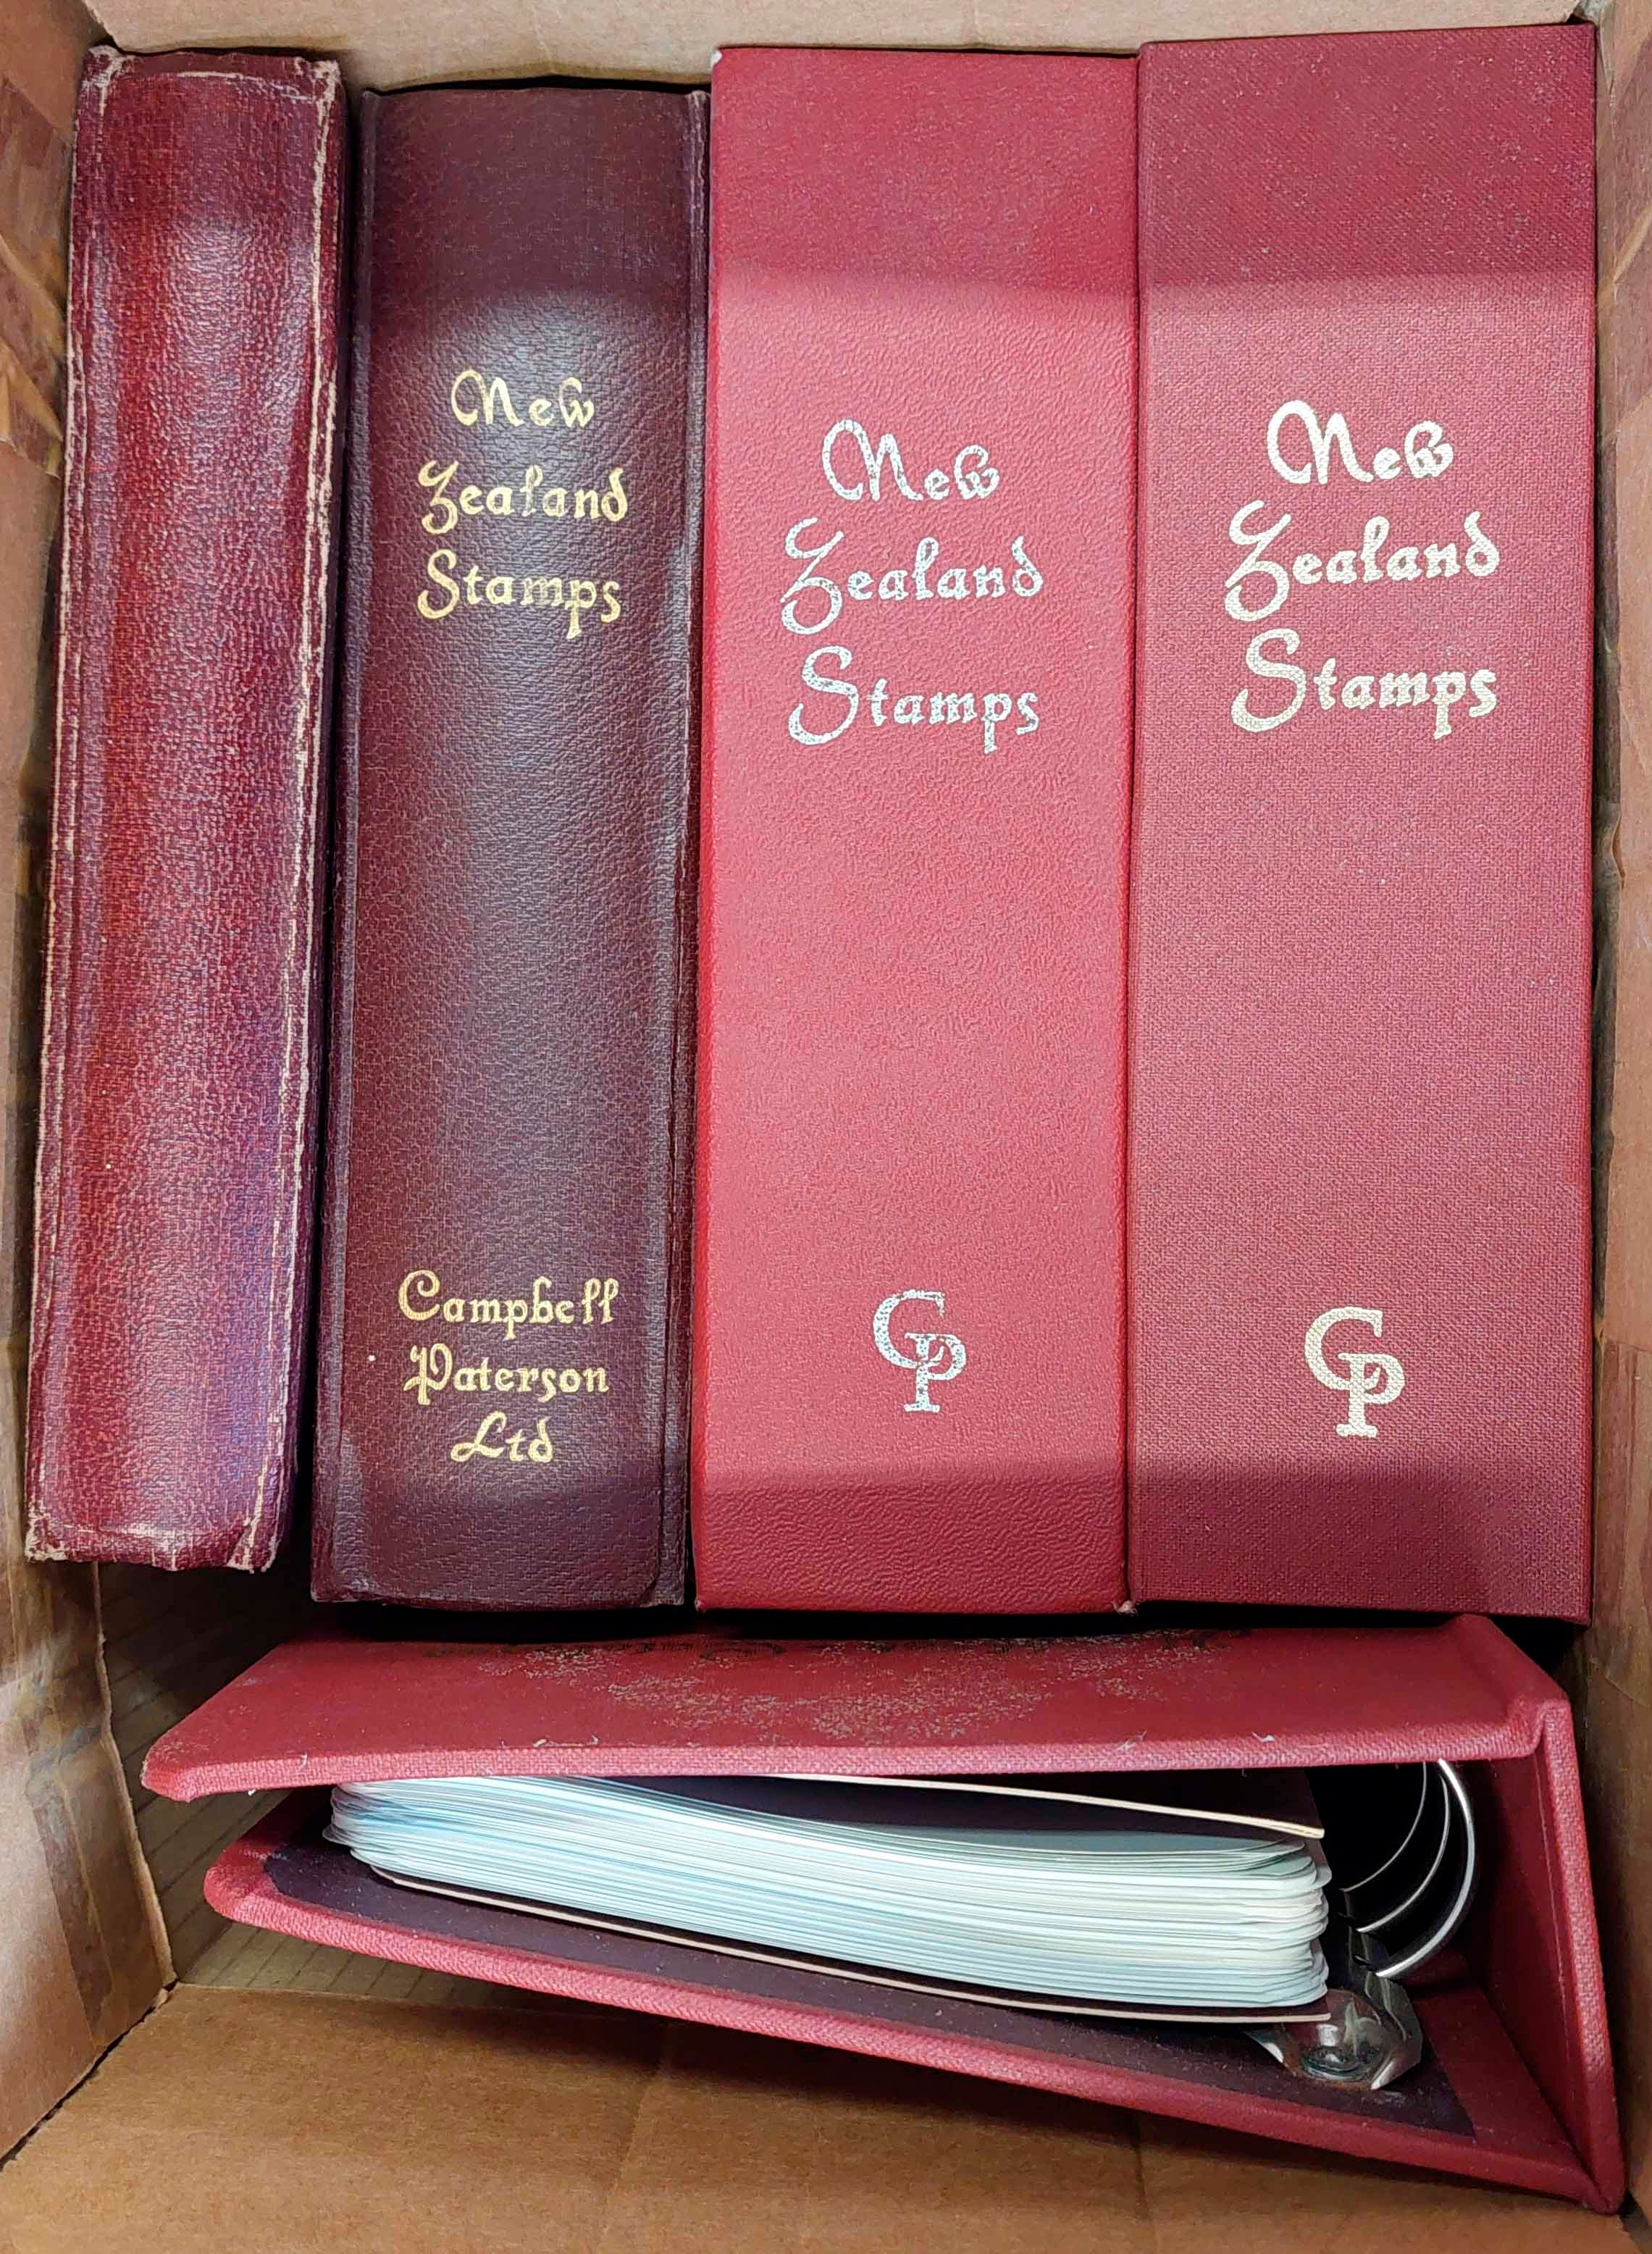 New
Zealand
Stamps
Campbell
Paterson
Ltd
New
Zealand
Stamps
CP
New
Zealand
Stamps
CP